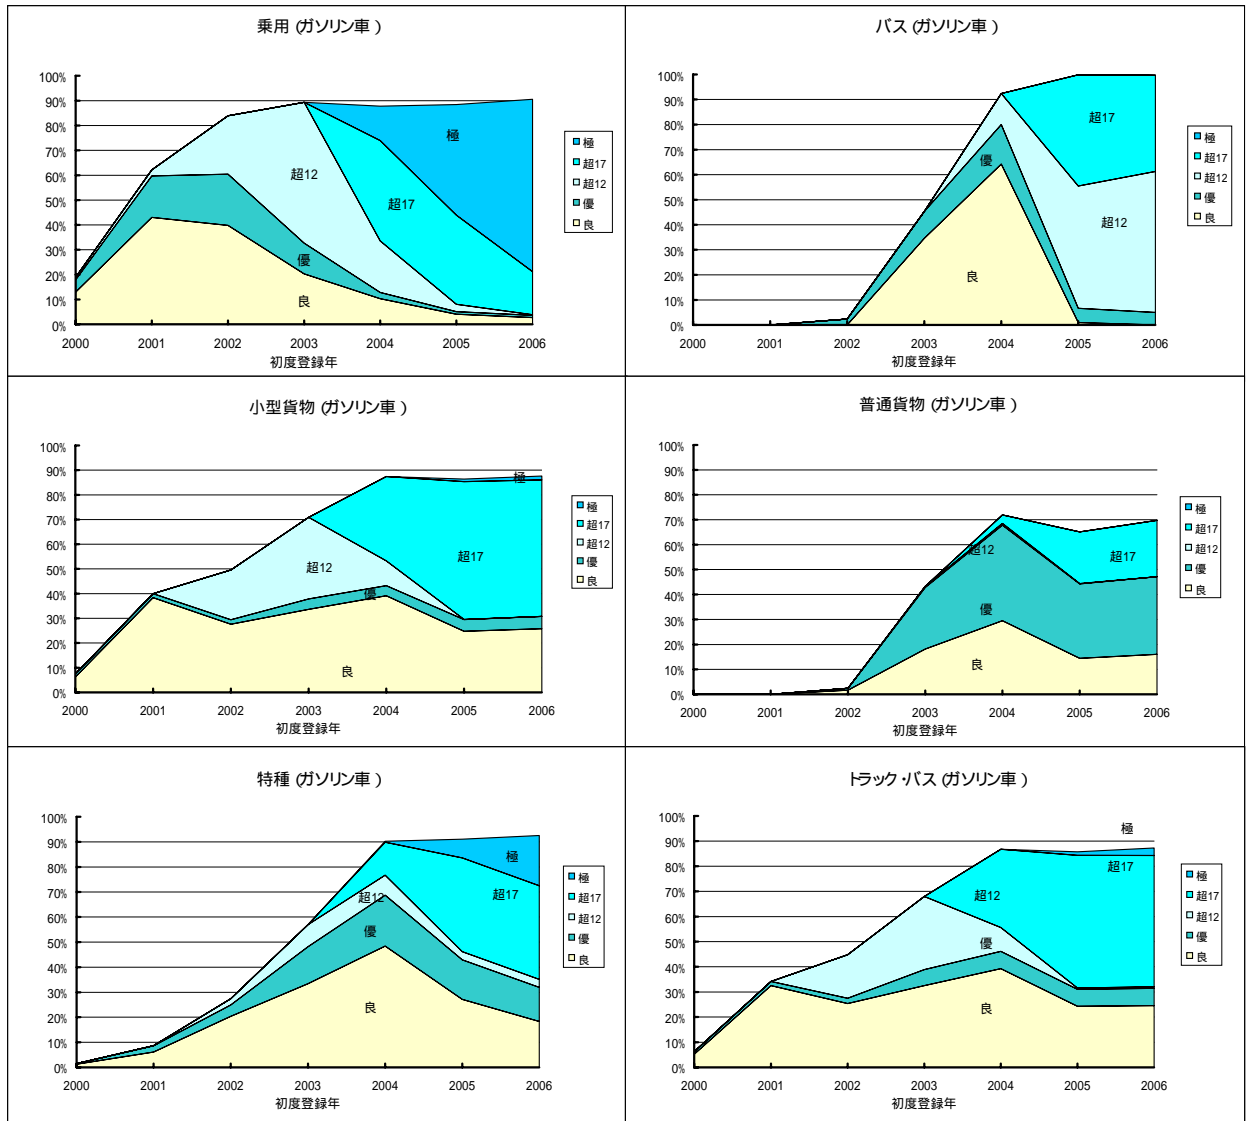 乗用 (ガソリン車)
100%
90%
80%
70%
60%
50%
40%
30%
20%
10%
0%
極
超17
超12
優
良
極
超17
超12
優
良
2000 2001 2002 2003 2004 2005 2006
初度登録年
バス (ガソリン車)
100%
90%
80%
70%
60%
50%
40%
30%
20%
10%
0%
超17
優
超12
良
極
超17
超12
優
良
2000 2001 2002 2003 2004 2005 2006
初度登録年
小型貨物 (ガソリン車)
100%
90%
80%
70%
60%
50%
40%
30%
20%
10%
0%
極
超17
超12
優
良
極
超17
超12
優
良
2000 2001 2002 2003 2004 2005 2006
初度登録年
普通貨物 (ガソリン車)
100%
90%
80%
70%
60%
50%
40%
30%
20%
10%
0%
超12
超17
優
良
極
超17
超12
優
良
2000 2001 2002 2003 2004 2005 2006
初度登録年
特種 (ガソリン車)
100%
90%
80%
70%
60%
50%
40%
30%
20%
10%
0%
極
超12
超17
優
良
極
超17
超12
優
良
2000 2001 2002 2003 2004 2005 2006
初度登録年
トラック・バス (ガソリン車)
100%
90%
80%
70%
60%
50%
40%
30%
20%
10%
0%
極
超17
超12
優
良
極
超17
超12
優
良
2000 2001 2002 2003 2004 2005 2006
初度登録年